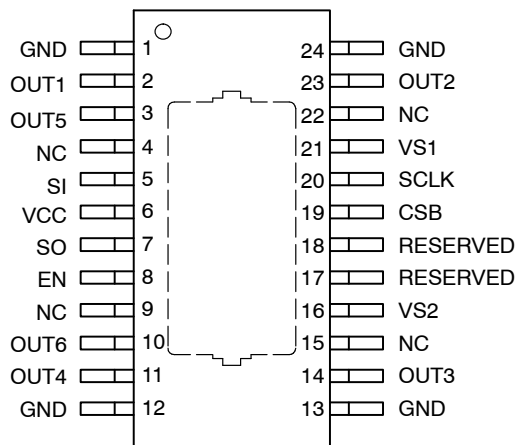 GND 1 24 GND
OUT1 2 23 OUT2
OUT5 3 22 NC
NC 4 21 VS1
SI 5 20 SCLK
VCC 6 19 CSB
SO 7 18 RESERVED
EN 8 17 RESERVED
NC 9 16 VS2
OUT6 10 15 NC
OUT4 11 14 OUT3
GND 12 13 GND